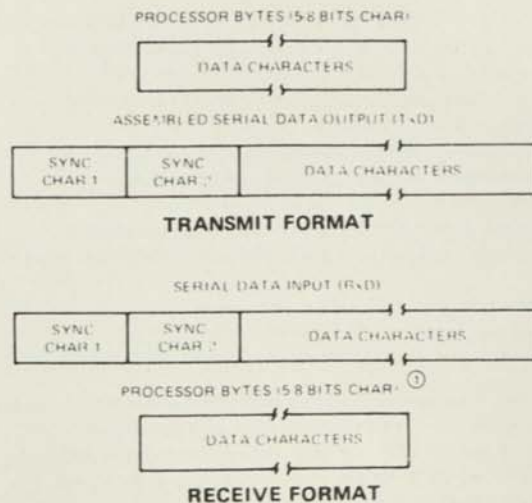 PROCESSOR BYTES (5-8 BITS/CHAR)
DATA CHARACTERS
ASSEMBLED SERIAL DATA OUTPUT (TxD)
SYNC CHAR 1
SYNC CHAR 2
DATA CHARACTERS
TRANSMIT FORMAT
SERIAL DATA INPUT (RxD)
SYNC CHAR 1
SYNC CHAR 2
DATA CHARACTERS
PROCESSOR BYTES (5-8 BITS/CHAR) ①
DATA CHARACTERS
RECEIVE FORMAT